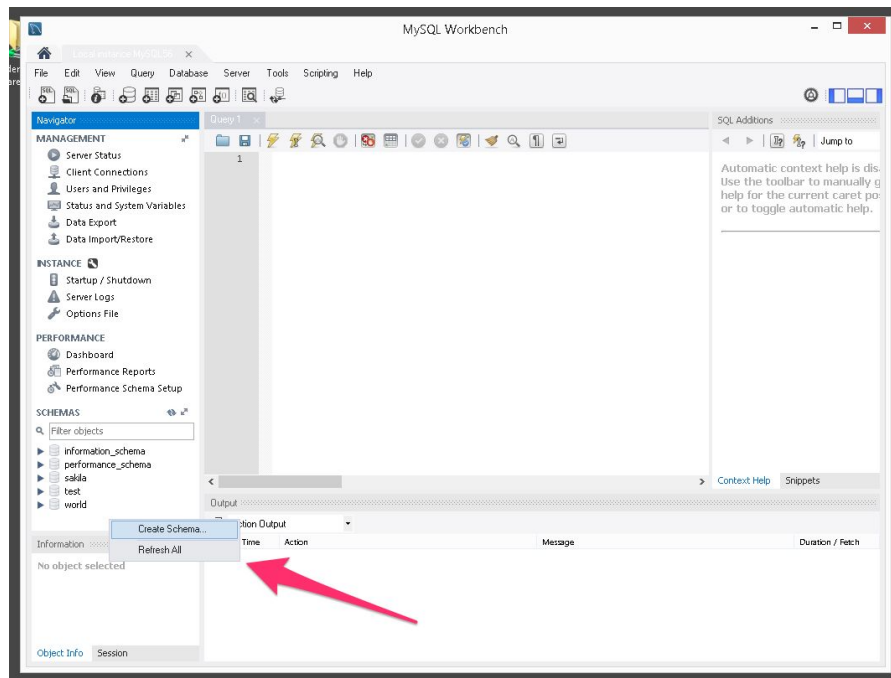 MySQL Workbench
Local instance MySQL56
File Edit View Query Database Server Tools Scripting Help
Navigator
MANAGEMENT
Server Status
Client Connections
Users and Privileges
Status and System Variables
Data Export
Data Import/Restore
INSTANCE
Startup / Shutdown
Server Logs
Options File
PERFORMANCE
Dashboard
Performance Reports
Performance Schema Setup
SCHEMAS
Filter objects
information_schema
performance_schema
sakila
test
world
Create Schema...
Refresh All
Information
No object selected
Object Info Session
Query 1
1
Output
tion Output
Time Action Message Duration / Fetch
SQL Additions
Jump to
Automatic context help is dis
Use the toolbar to manually g
help for the current caret po
or to toggle automatic help.
Context Help Snippets